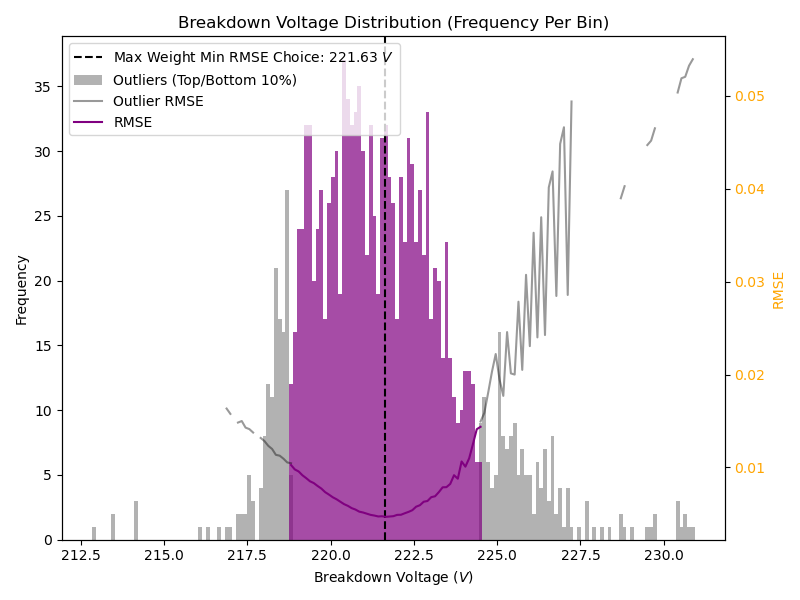 Breakdown Voltage Distribution (Frequency Per Bin)
Max Weight Min RMSE Choice: 221.63 V
Outliers (Top/Bottom 10%)
Outlier RMSE
RMSE
Frequency
35
30
25
20
15
10
5
0
0.05
0.04
0.03
0.02
0.01
RMSE
212.5 215.0 217.5 220.0 222.5 225.0 227.5 230.0
Breakdown Voltage (V)